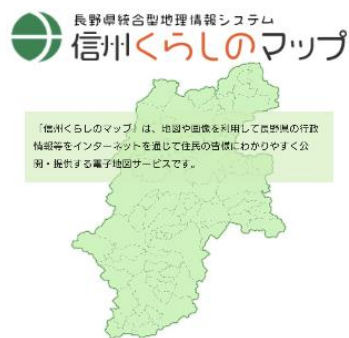 長野県統合型地理情報システム
信州くらしのマップ
「信州くらしのマップ」は、地図や画像を利用して長野県の行政
情報等をインターネットを通じて住民の皆様にわかりやすく公
開・提供する電子地図サービスです。